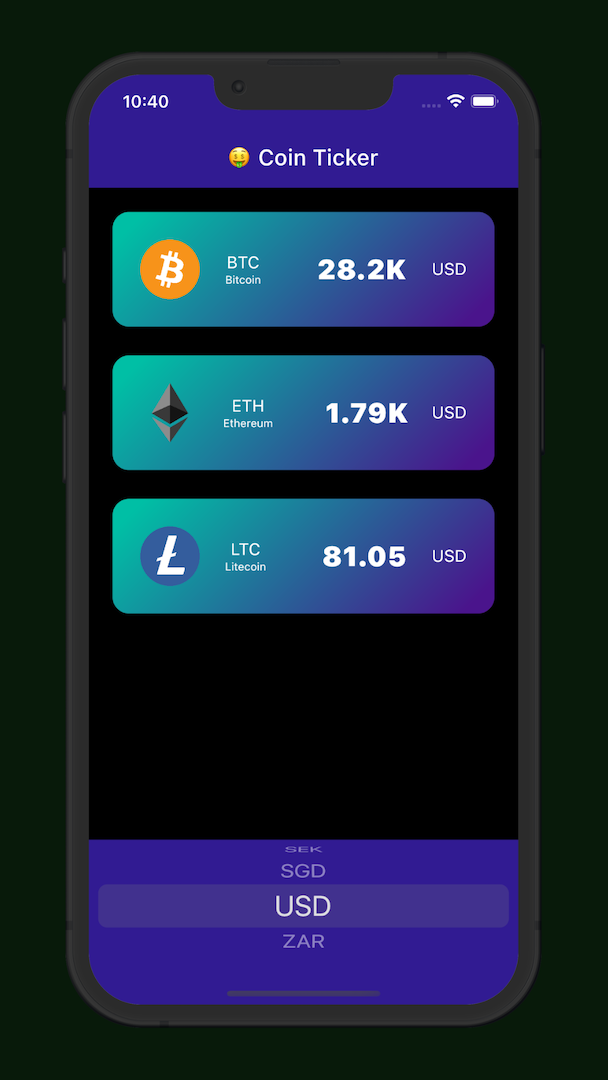 10:40
🤑 Coin Ticker
BTC
Bitcoin
28.2K USD
ETH
Ethereum
1.79K USD
LTC
Litecoin
81.05 USD
SEK
SGD
USD
ZAR